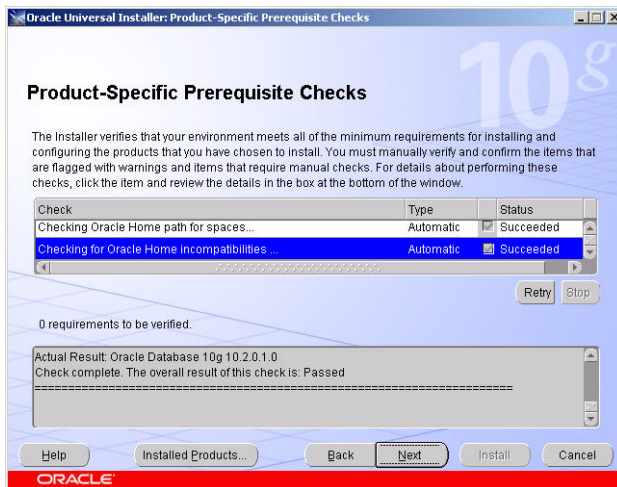 Oracle Universal Installer: Product-Specific Prerequisite Checks
10g
Product-Specific Prerequisite Checks
The Installer verifies that your environment meets all of the minimum requirements for installing and
configuring the products that you have chosen to install. You must manually verify and confirm the items that
are flagged with warnings and items that require manual checks. For details about performing these
checks, click the item and review the details in the box at the bottom of the window.
Check Type Status
Checking Oracle Home path for spaces... Automatic Succeeded
Checking for Oracle Home incompatibilities ... Automatic Succeeded
Retry Stop
0 requirements to be verified.
Actual Result: Oracle Database 10g 10.2.0.1.0
Check complete. The overall result of this check is: Passed
========================================================================
Help Installed Products... Back Next Install Cancel
ORACLE